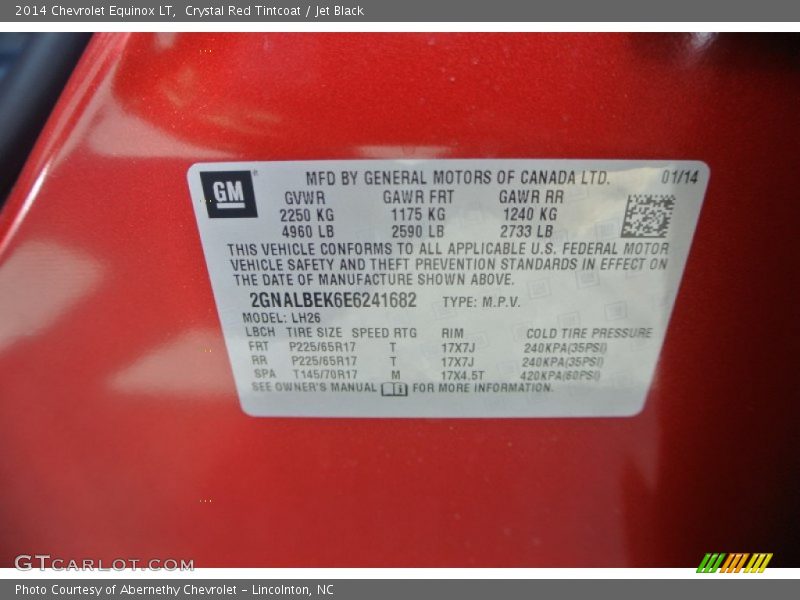 2014 Chevrolet Equinox LT, Crystal Red Tintcoat / Jet Black
GM
MFD BY GENERAL MOTORS OF CANADA LTD. 01/14
GVWR GAWR FRT GAWR RR
2250 KG 1175 KG 1240 KG
4960 LB 2590 LB 2733 LB
THIS VEHICLE CONFORMS TO ALL APPLICABLE U.S. FEDERAL MOTOR
VEHICLE SAFETY AND THEFT PREVENTION STANDARDS IN EFFECT ON
THE DATE OF MANUFACTURE SHOWN ABOVE.
2GNALBEK6E6241682 TYPE: M.P.V.
MODEL: LH26
LBCH TIRE SIZE SPEED RTG RIM COLD TIRE PRESSURE
FRT P225/65R17 T 17X7J 240KPA(35PSI)
RR P225/65R17 T 17X7J 240KPA(35PSI)
SPA T145/70R17 M 17X4.5T 420KPA(60PSI)
SEE OWNER'S MANUAL FOR MORE INFORMATION.
GTCARLOT.COM
Photo Courtesy of Abernethy Chevrolet – Lincolnton, NC